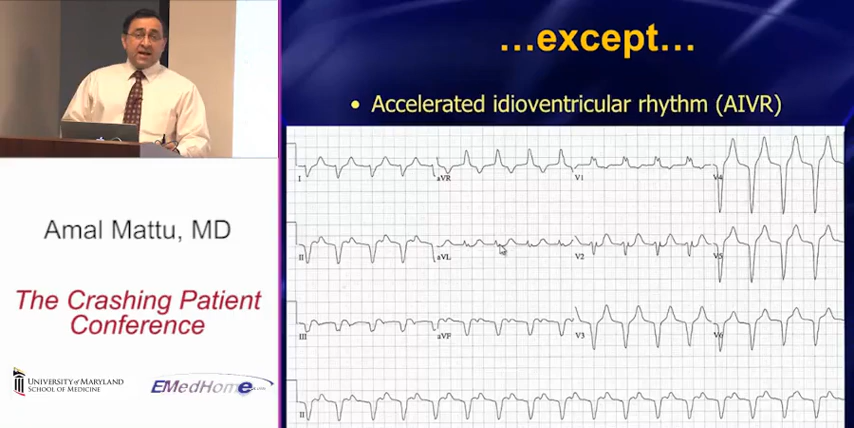 ...except...
• Accelerated idioventricular rhythm (AIVR)
I aVR V1 V4
II aVL V2 V5
III aVF V3 V6
II
Amal Mattu, MD
The Crashing Patient
Conference
UNIVERSITY of MARYLAND
SCHOOL OF MEDICINE
EMedHome